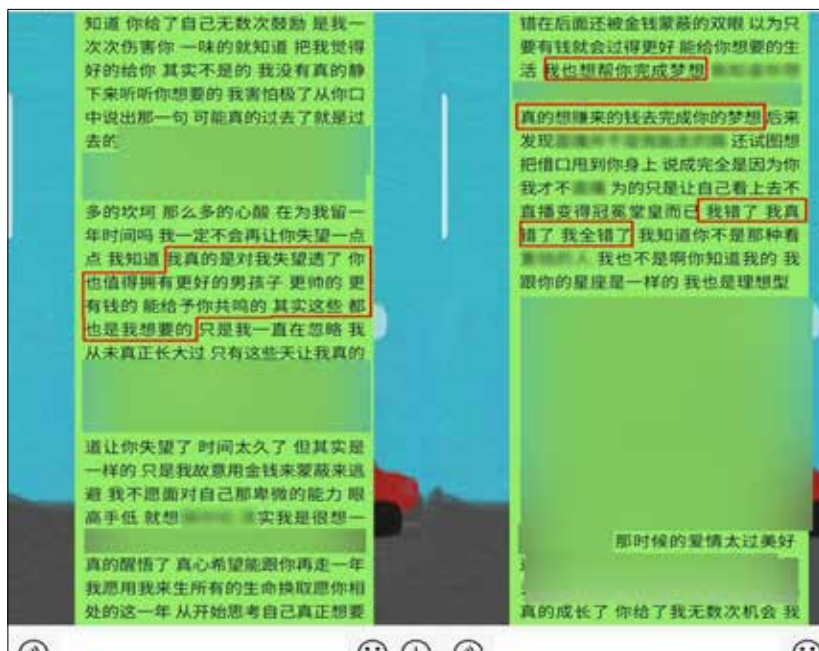 知道 你给了自己无数次鼓励 是我一
次次伤害你 一味的就知道 把我觉得
好的给你 其实不是的 我没有真的静
下来听听你想要的 我害怕极了从你口
中说出那一句 可能真的过去了就是过
去的
多的坎坷 那么多的心酸 在为我留一
年时间吗 我一定不会再让你失望一点
点 我知道 我真的是对我失望透了 你
也值得拥有更好的男孩子 更帅的 更
有钱的 能给予你共鸣的 其实这些 都
也是我想要的 只是我一直在忽略 我
从未真正长大过 只有这些天让我真的
道让你失望了 时间太久了 但其实是
一样的 只是我故意用金钱来蒙蔽来逃
避 我不愿面对自己那卑微的能力 眼
高手低 就想 实我是很想一
真的醒悟了 真心希望能跟你再走一年
我愿用我来生所有的生命换取愿你相
处的这一年 从开始思考自己真正想要
错在后面还被金钱蒙蔽的双眼 以为只
要有钱就会过得更好 能给你想要的生
活 我也想帮你完成梦想
真的想赚来的钱去完成你的梦想 后来
发现 还试图想
把借口甩到你身上 说成完全是因为你
我才不 为的只是让自己看上去不
直播变得冠冕堂皇而已 我错了 我真
错了 我全错了 我知道你不是那种看
我也不是啊你知道我的 我
跟你的星座是一样的 我也是理想型
那时候的爱情太过美好
真的成长了 你给了我无数次机会 我